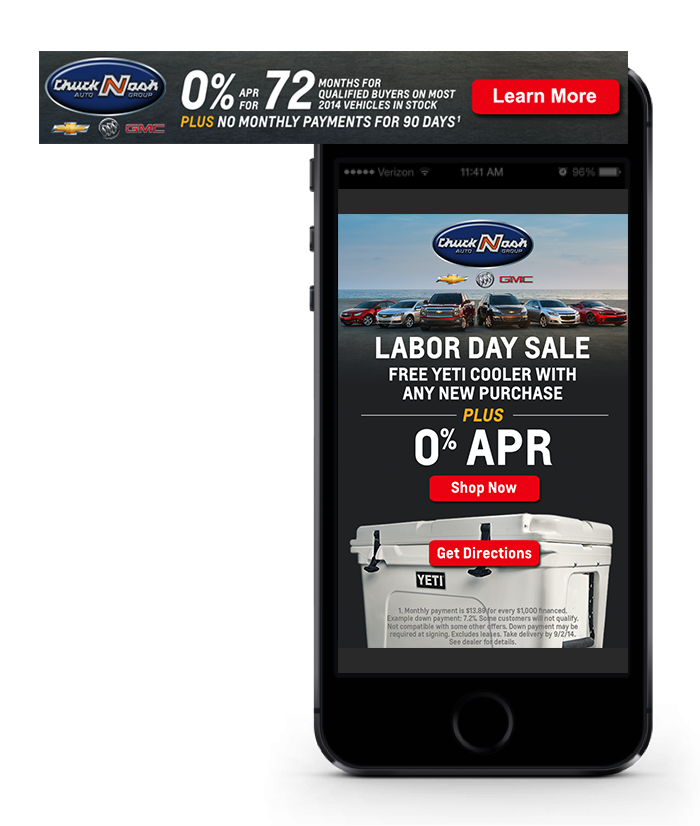 Chuck Nash
AUTO GROUP
GMC
0% APR FOR 72 MONTHS FOR QUALIFIED BUYERS ON MOST 2014 VEHICLES IN STOCK
PLUS NO MONTHLY PAYMENTS FOR 90 DAYS¹
Learn More
Verizon 11:41 AM 96%
Chuck Nash
AUTO GROUP
GMC
LABOR DAY SALE
FREE YETI COOLER WITH
ANY NEW PURCHASE
PLUS
0% APR
Shop Now
Get Directions
YETI
1. Monthly payment is $13.89 for every $1,000 financed.
Example down payment: 7.2% Some customers will not qualify.
Not compatible with some other offers. Down payment may be
required at signing. Excludes leases. Take delivery by 9/2/14.
See dealer for details.